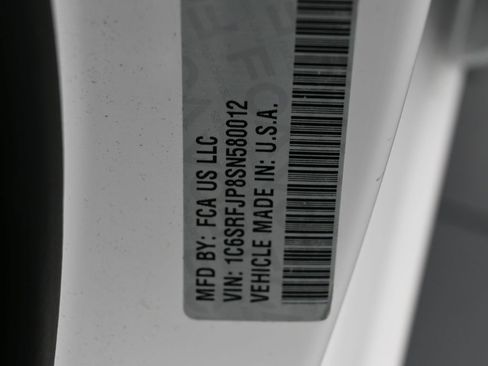 MFD BY: FCA US LLC
VIN: 1C6SRFJP8SN580012
VEHICLE MADE IN: U.S.A.